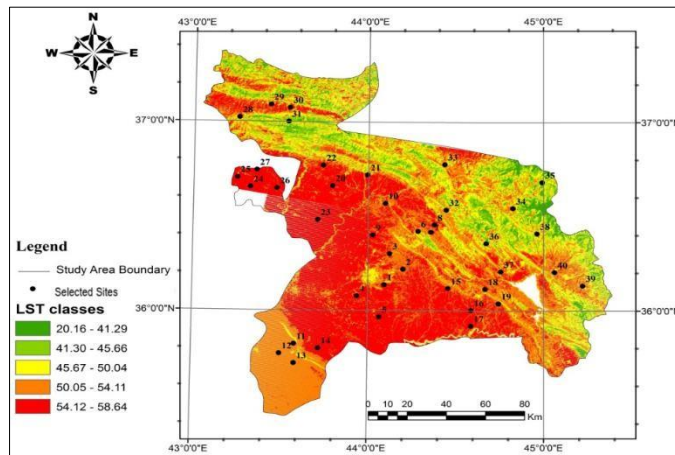 43°0'0"E 44°0'0"E 45°0'0"E
N
W E
S
37°0'0"N 37°0'0"N
36°0'0"N 36°0'0"N
29 30
28 31
27
25 24 26
22 21 33
20 35
10 32 34
23 8
9 6 36 38
3
2 37 40
1 15 18 39
5 16 19
17
11 14
12 13
Legend
Study Area Boundary
Selected Sites
LST classes
20.16 - 41.29
41.30 - 45.66
45.67 - 50.04
50.05 - 54.11
54.12 - 58.64
0 5 10 20 40 60 80
Km
43°0'0"E 44°0'0"E 45°0'0"E